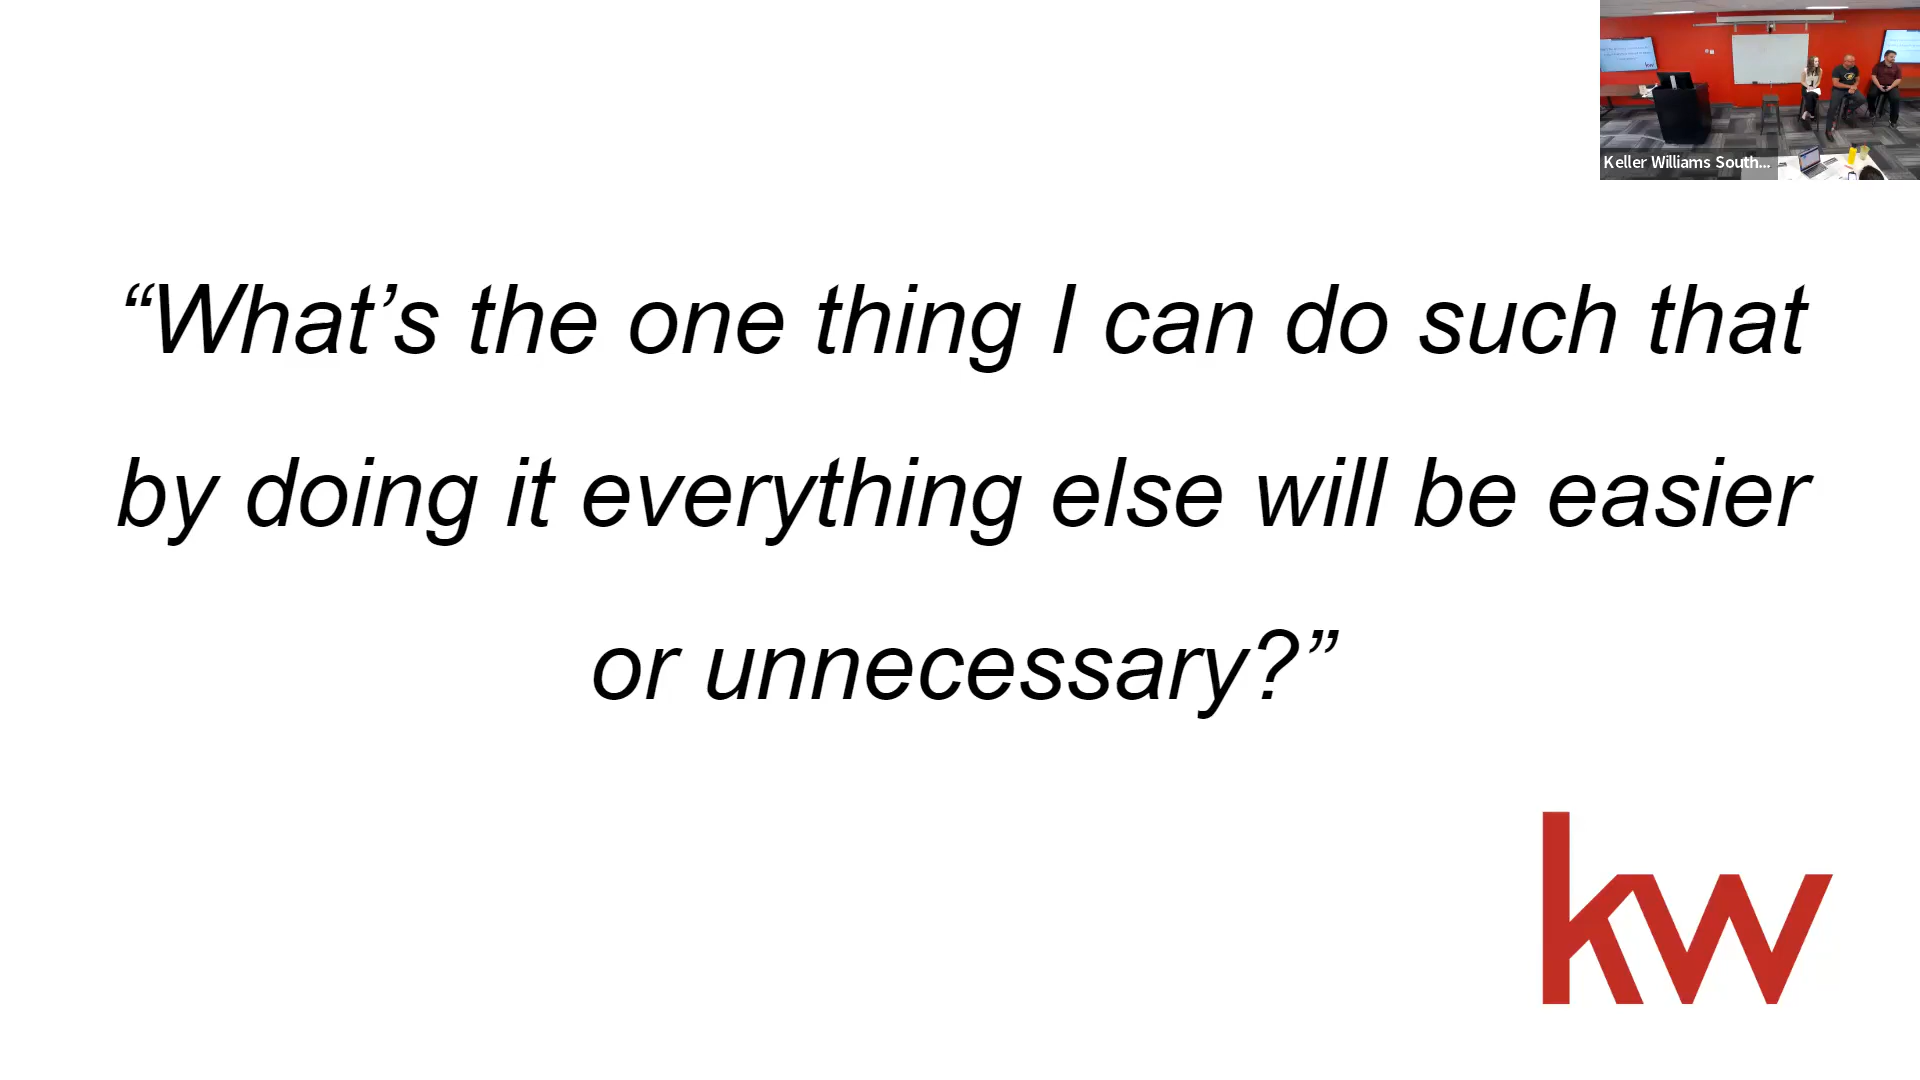 Keller Williams South...
“What’s the one thing I can do such that
by doing it everything else will be easier
or unnecessary?”
kw